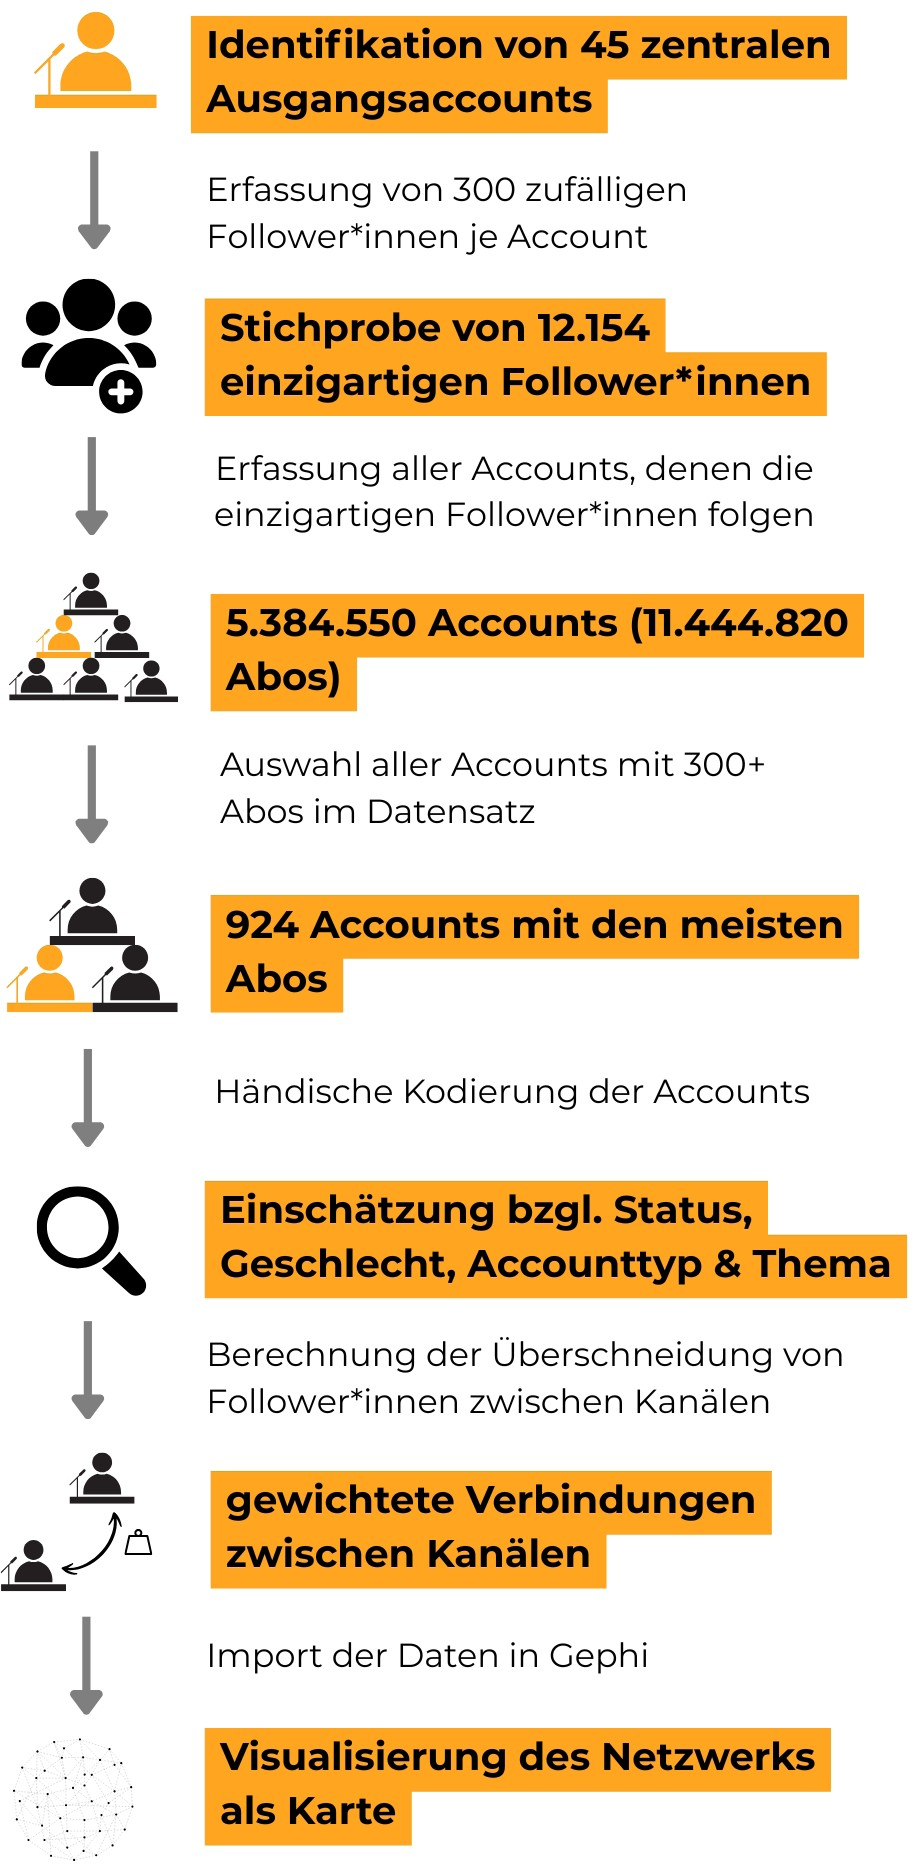 Identifikation von 45 zentralen
Ausgangsaccounts
Erfassung von 300 zufälligen
Follower*innen je Account
Stichprobe von 12.154
einzigartigen Follower*innen
Erfassung aller Accounts, denen die
einzigartigen Follower*innen folgen
5.384.550 Accounts (11.444.820
Abos)
Auswahl aller Accounts mit 300+
Abos im Datensatz
924 Accounts mit den meisten
Abos
Händische Kodierung der Accounts
Einschätzung bzgl. Status,
Geschlecht, Accounttyp & Thema
Berechnung der Überschneidung von
Follower*innen zwischen Kanälen
gewichtete Verbindungen
zwischen Kanälen
Import der Daten in Gephi
Visualisierung des Netzwerks
als Karte